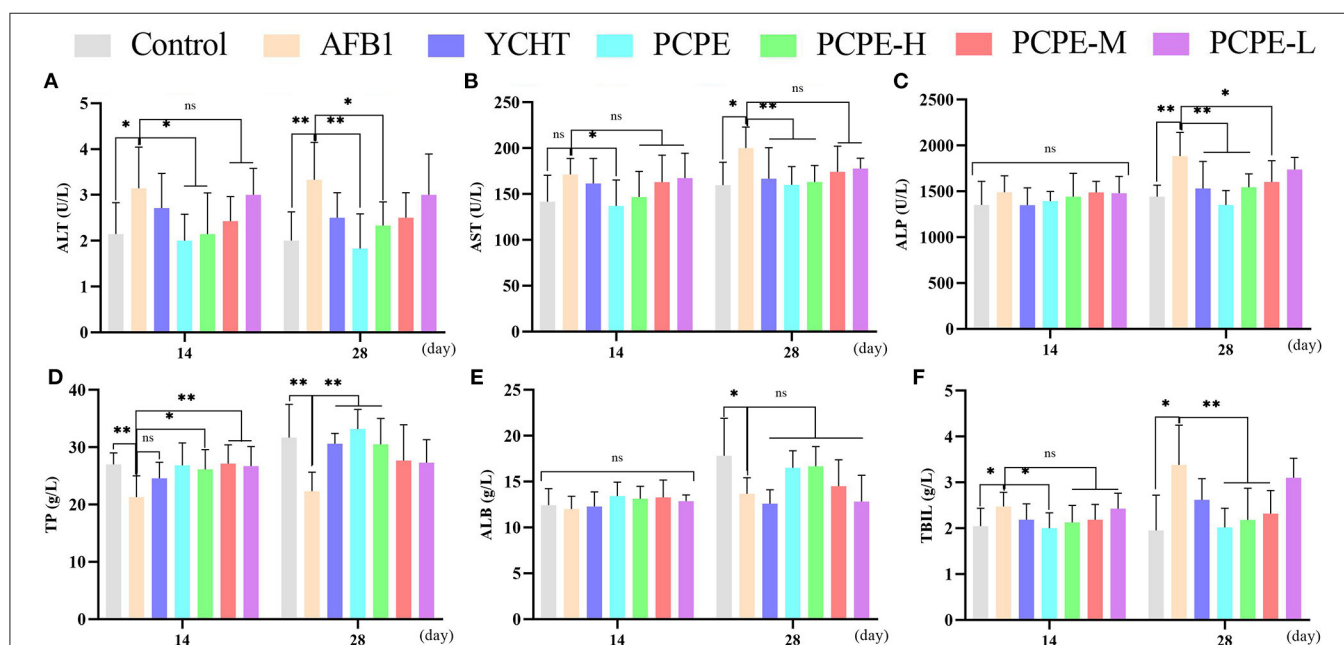 Control AFB1 YCHT PCPE PCPE-H PCPE-M PCPE-L
A
ALT (U/L)
5
4
3
2
1
0
* * ns
** ** *
14 28 (day)
B
AST (U/L)
250
200
150
100
50
0
ns * ns
* ** ns
14 28 (day)
C
ALP (U/L)
2500
2000
1500
1000
500
0
ns
** ** *
14 28 (day)
D
TP (g/L)
40
30
20
10
0
** ns * **
** **
14 28 (day)
E
ALB (g/L)
25
20
15
10
5
0
ns
* ns
14 28 (day)
F
TBIL (g/L)
5
4
3
2
1
0
* * ns
* **
14 28 (day)